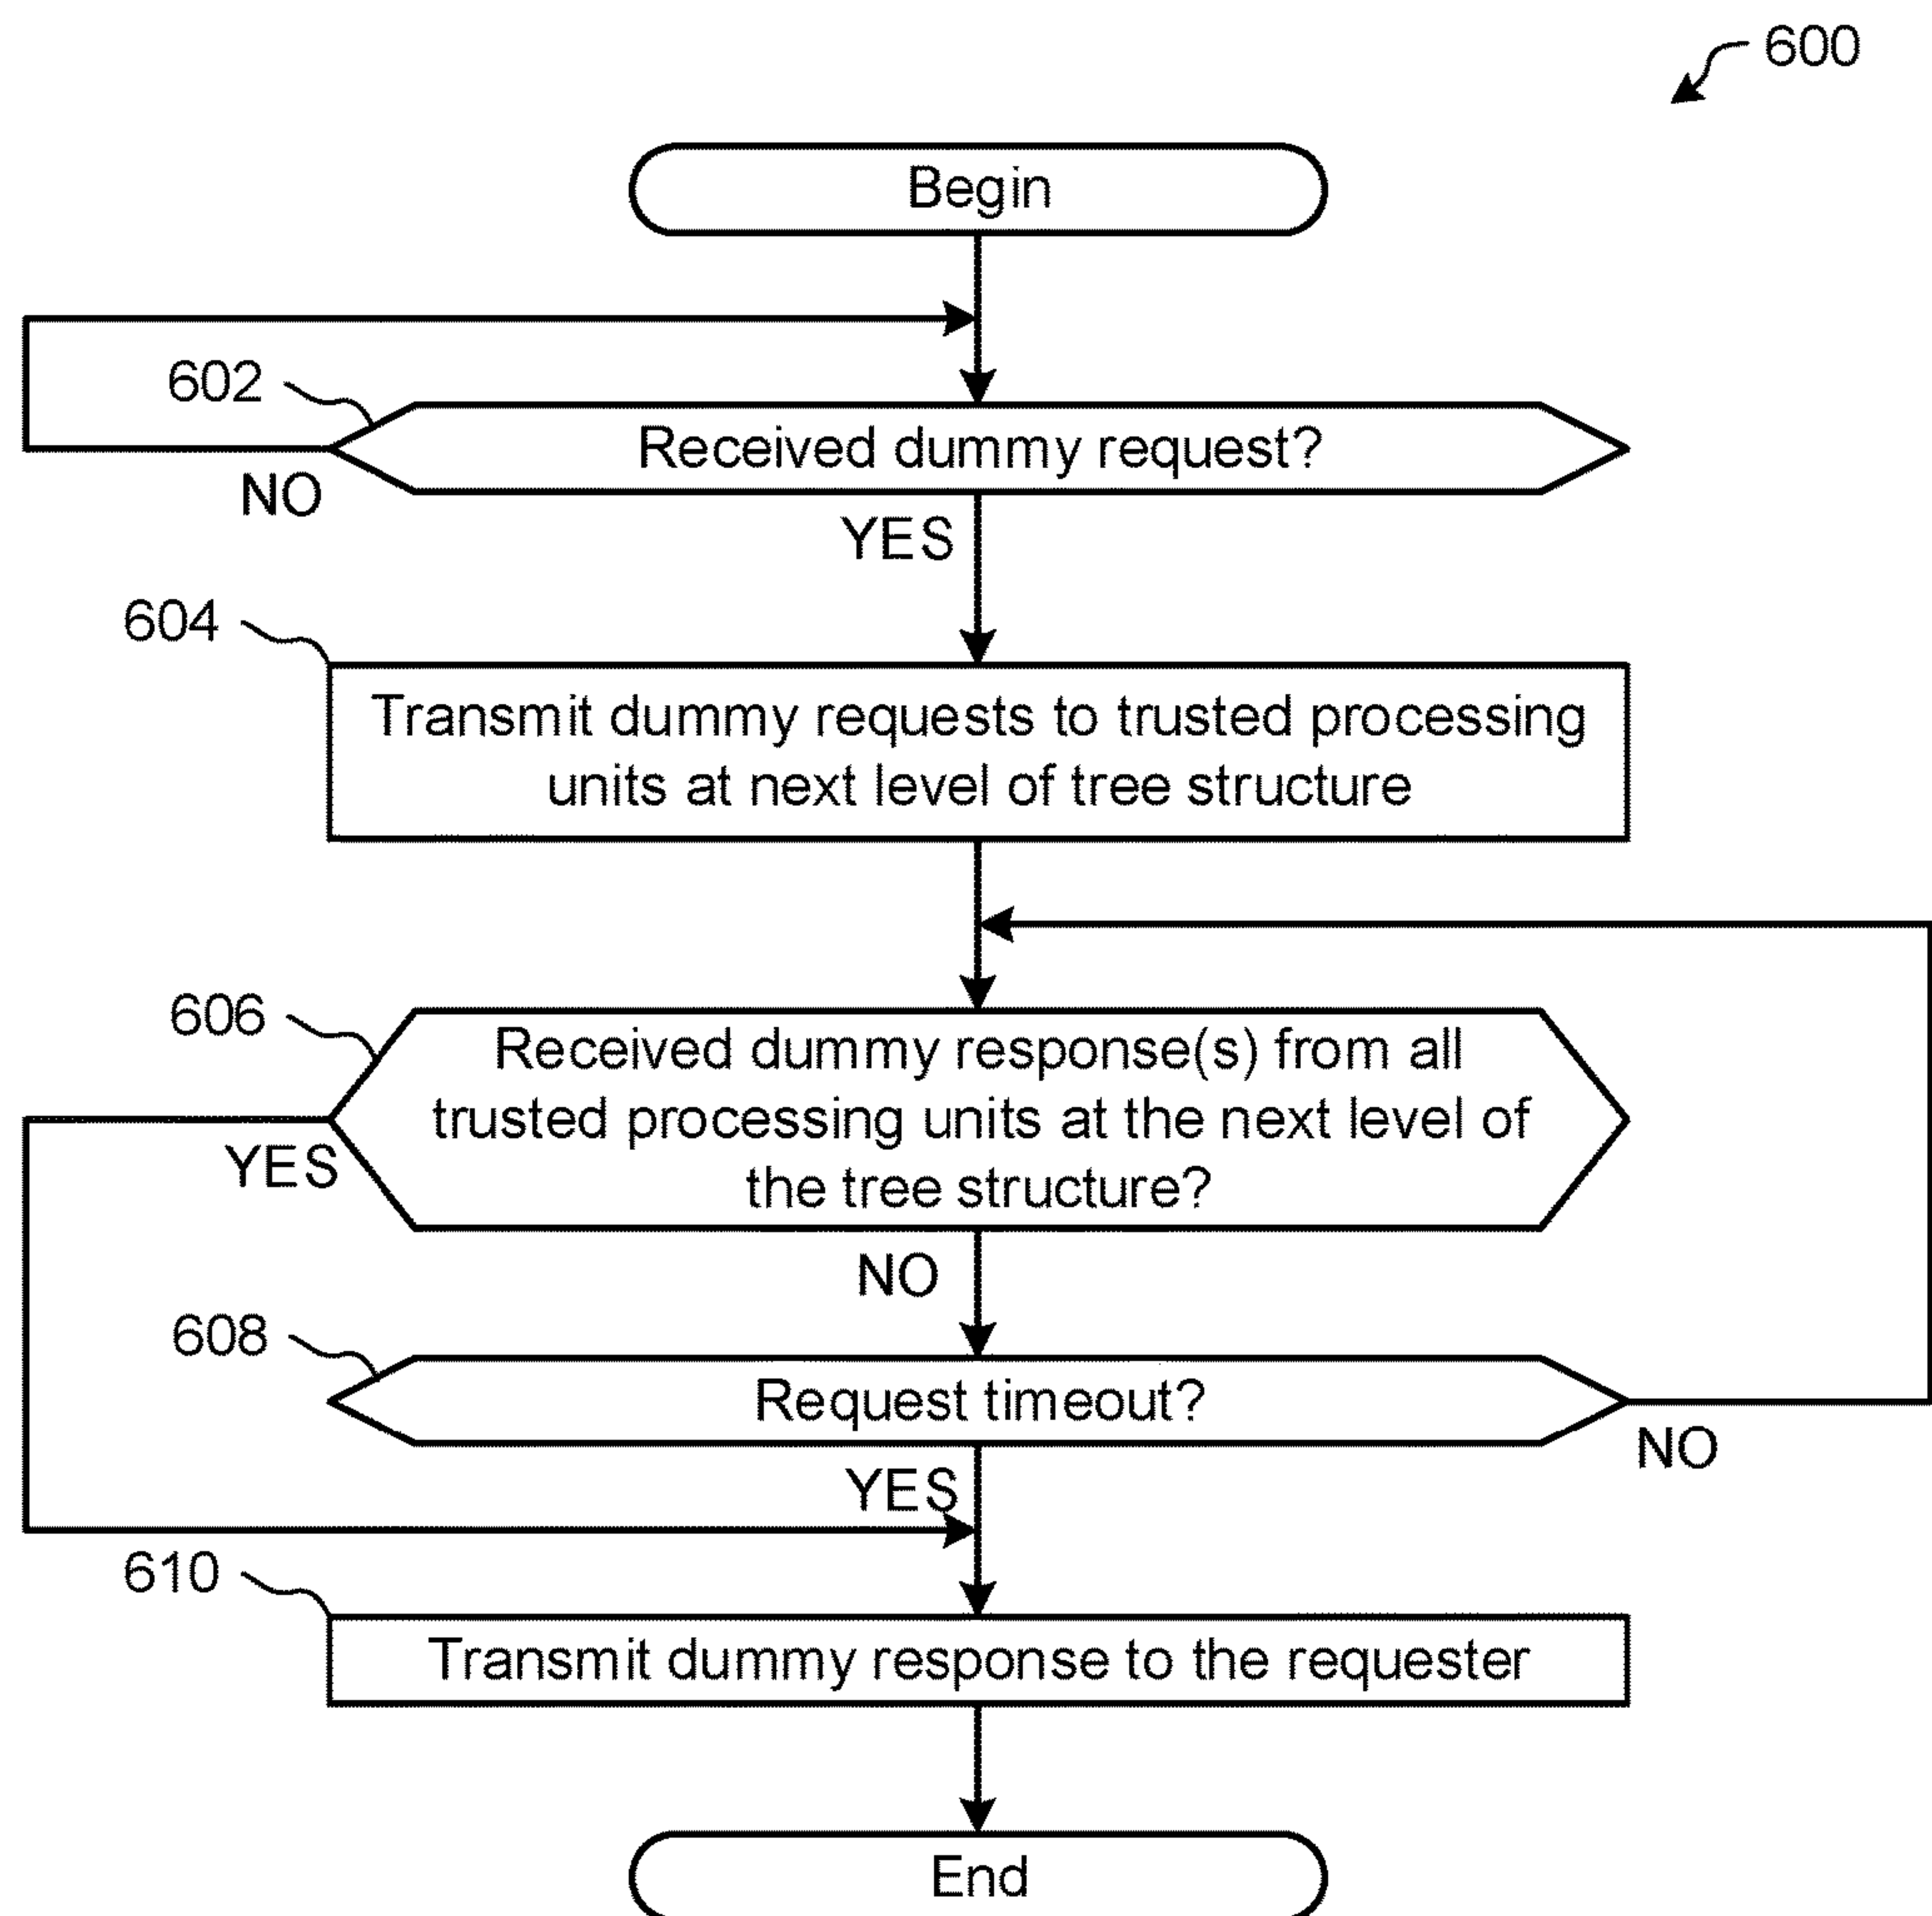 600
Begin
602
Received dummy request?
NO
YES
604
Transmit dummy requests to trusted processing
units at next level of tree structure
606
Received dummy response(s) from all
trusted processing units at the next level of
the tree structure?
YES
NO
608
Request timeout?
NO
YES
610
Transmit dummy response to the requester
End